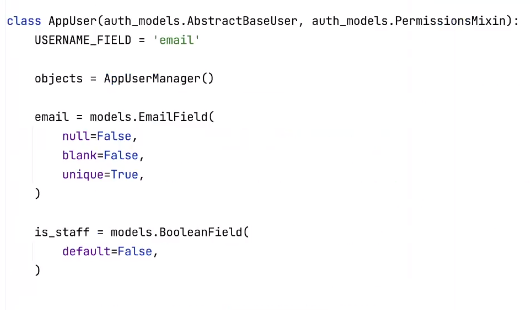 class AppUser(auth_models.AbstractBaseUser, auth_models.PermissionsMixin):
    USERNAME_FIELD = 'email'
    objects = AppUserManager()
    email = models.EmailField(
        null=False,
        blank=False,
        unique=True,
    )
    is_staff = models.BooleanField(
        default=False,
    )